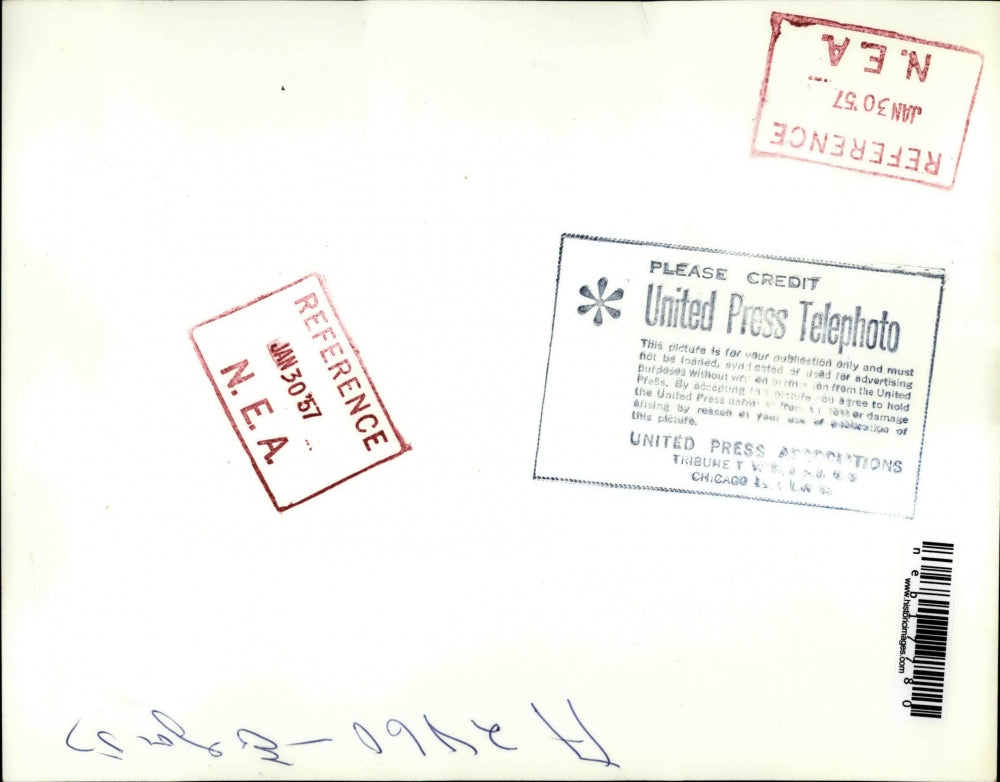 N.E.A.
JAN 30 '57
REFERENCE
PLEASE CREDIT
United Press Telephoto
This picture is for your publication only and must
not be loaned, syndicated or used for advertising
purposes without written permission from the United
Press. By accepting this picture you agree to hold
the United Press harmless from all loss or damage
arising by reason of your use or publication of
this picture.
UNITED PRESS ASSOCIATIONS
TRIBUNE
CHICAGO
REFERENCE
JAN 30 '57
N.E.A.
neb17780
www.historicimages.com